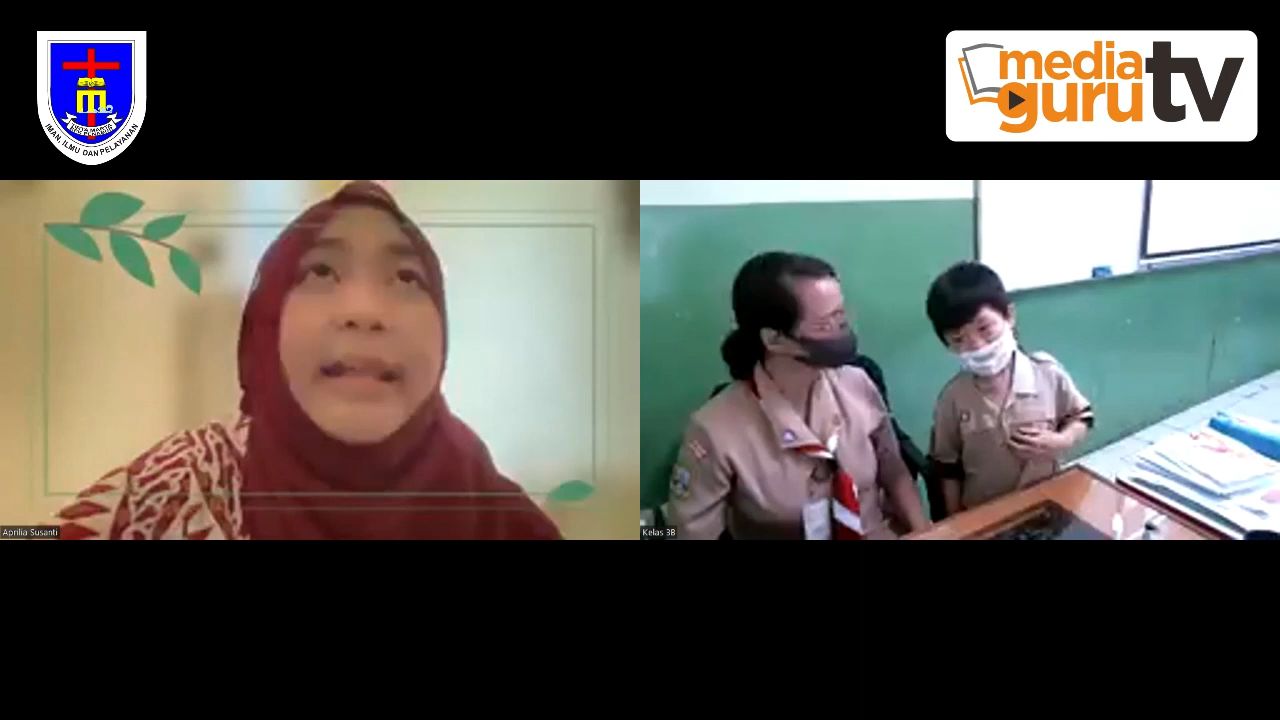 IMAN, ILMU DAN PELAYANAN
media
guru tv
Aprilia Susanti
Kelas 3B